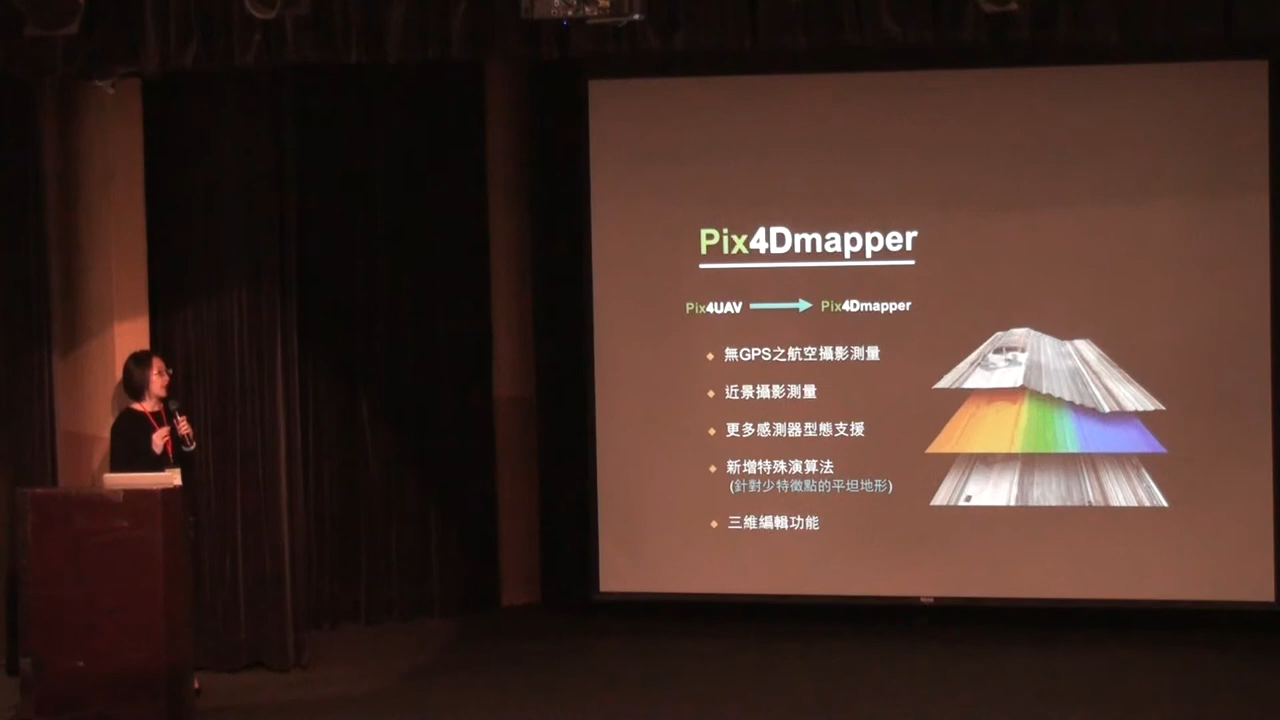 Pix4Dmapper
Pix4UAV Pix4Dmapper
無GPS之航空攝影測量
近景攝影測量
更多感測器型態支援
新增特殊演算法
(針對少特徵點的平坦地形)
三維編輯功能